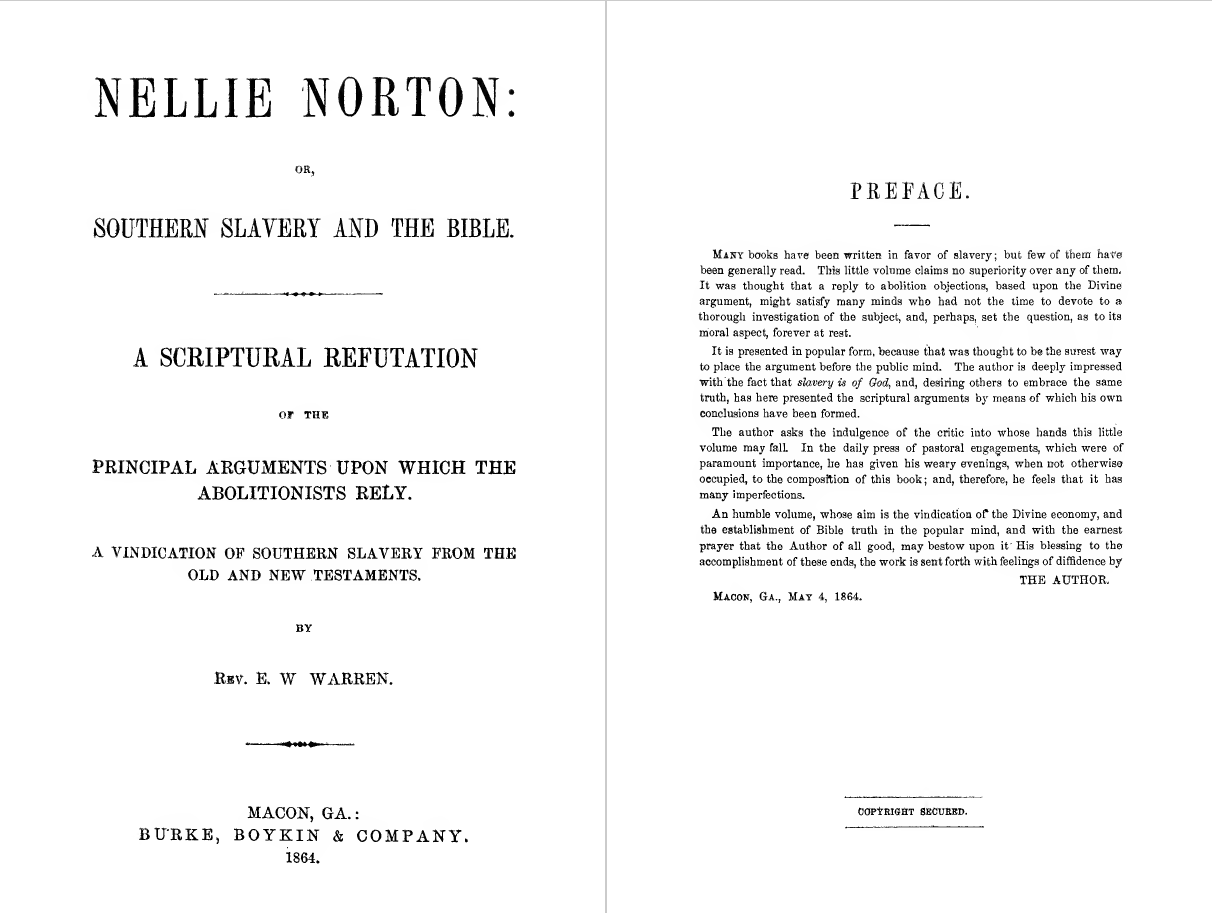 NELLIE NORTON:
OR,
SOUTHERN SLAVERY AND THE BIBLE.
A SCRIPTURAL REFUTATION
OF THE
PRINCIPAL ARGUMENTS UPON WHICH THE
ABOLITIONISTS RELY.
A VINDICATION OF SOUTHERN SLAVERY FROM THE
OLD AND NEW TESTAMENTS.
BY
REV. E. W WARREN.
MACON, GA.:
BURKE, BOYKIN & COMPANY.
1864.
PREFACE.
MANY books have been written in favor of slavery; but few of them have
been generally read. This little volume claims no superiority over any of them.
It was thought that a reply to abolition objections, based upon the Divine
argument, might satisfy many minds who had not the time to devote to a
thorough investigation of the subject, and, perhaps, set the question, as to its
moral aspect, forever at rest.
It is presented in popular form, because that was thought to be the surest way
to place the argument before the public mind. The author is deeply impressed
with the fact that slavery is of God, and, desiring others to embrace the same
truth, has here presented the scriptural arguments by means of which his own
conclusions have been formed.
The author asks the indulgence of the critic into whose hands this little
volume may fall. In the daily press of pastoral engagements, which were of
paramount importance, he has given his weary evenings, when not otherwise
occupied, to the composition of this book; and, therefore, he feels that it has
many imperfections.
An humble volume, whose aim is the vindication of the Divine economy, and
the establishment of Bible truth in the popular mind, and with the earnest
prayer that the Author of all good, may bestow upon it His blessing to the
accomplishment of these ends, the work is sent forth with feelings of diffidence by
THE AUTHOR.
MACON, GA., MAY 4, 1864.
COPYRIGHT SECURED.